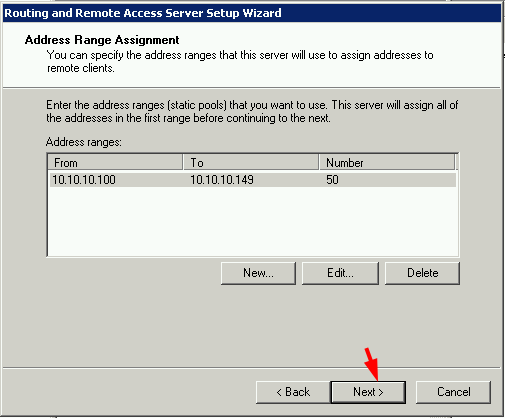 Routing and Remote Access Server Setup Wizard
Address Range Assignment
You can specify the address ranges that this server will use to assign addresses to
remote clients.
Enter the address ranges (static pools) that you want to use. This server will assign all of
the addresses in the first range before continuing to the next.
Address ranges:
From To Number
10.10.10.100 10.10.10.149 50
New... Edit... Delete
< Back Next > Cancel